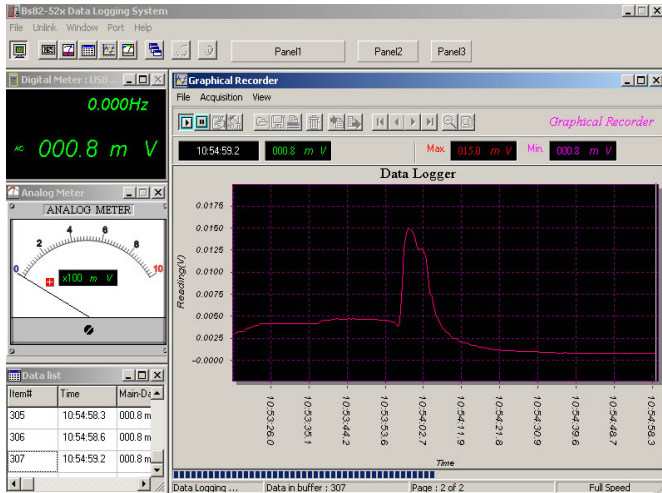 Bs82-52x Data Logging System
File Unlink Window Port Help
Panel1 Panel2 Panel3
Digital Meter : USB ...
0.000Hz
AC 000.8 m V
Analog Meter
ANALOG METER
0 2 4 6 8 10
x100 m V
Data list
Item# Time Main-Da
305 10:54:58.3 000.8 m
306 10:54:58.6 000.8 m
307 10:54:59.2 000.8 m
Graphical Recorder
File Acquisition View
Graphical Recorder
10:54:59.2 000.8 m V Max. 015.0 m V Min. 000.8 m V
Data Logger
Reading(V)
0.0175
0.0150
0.0125
0.0100
0.0075
0.0050
0.0025
-0.0000
10:53:26.0
10:53:35.1
10:53:44.2
10:53:53.6
10:54:02.7
10:54:11.9
10:54:21.8
10:54:30.9
10:54:39.6
10:54:48.7
10:54:58.3
Time
Data Logging ... Data in buffer : 307 Page : 2 of 2 Full Speed